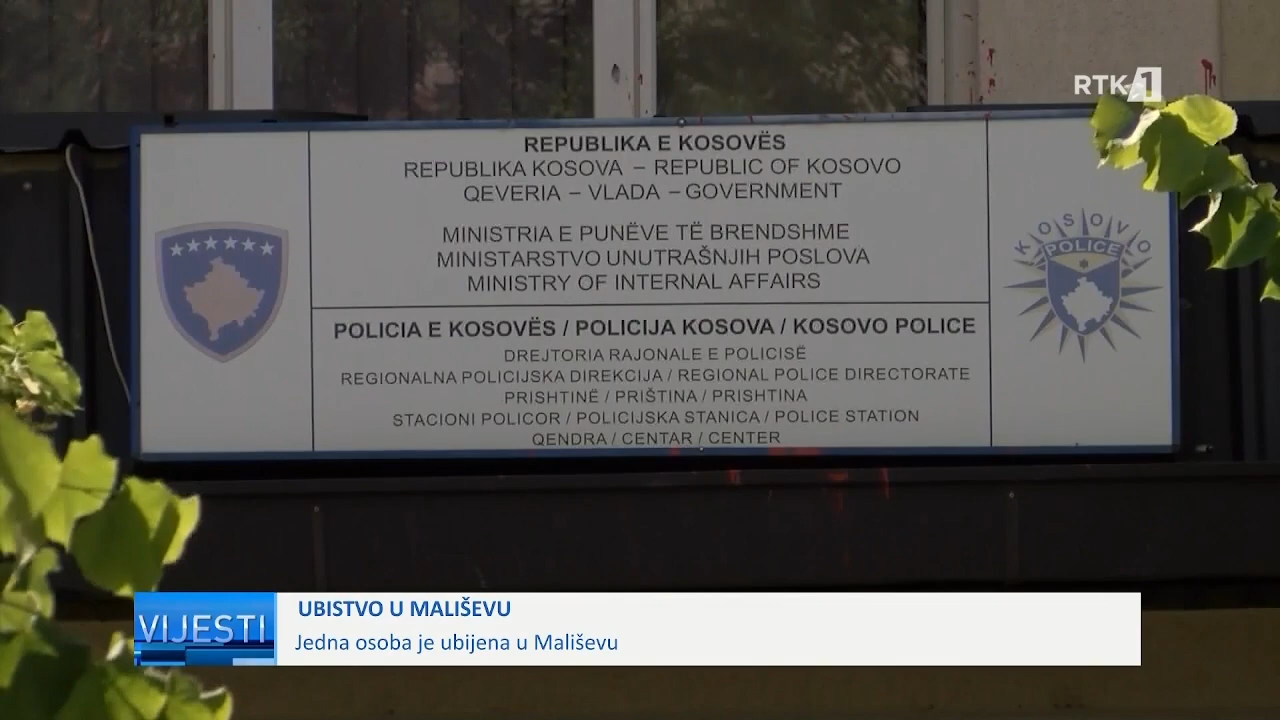 RTK 1
REPUBLIKA E KOSOVËS
REPUBLIKA KOSOVA – REPUBLIC OF KOSOVO
QEVERIA – VLADA – GOVERNMENT
MINISTRIA E PUNËVE TË BRENDSHME
MINISTARSTVO UNUTRAŠNJIH POSLOVA
MINISTRY OF INTERNAL AFFAIRS
KOSOVO
POLICE
POLICIA E KOSOVËS / POLICIJA KOSOVA / KOSOVO POLICE
DREJTORIA RAJONALE E POLICISË
REGIONALNA POLICIJSKA DIREKCIJA / REGIONAL POLICE DIRECTORATE
PRISHTINË / PRIŠTINA / PRISHTINA
STACIONI POLICOR / POLICIJSKA STANICA / POLICE STATION
QENDRA / CENTAR / CENTER
VIJESTI
UBISTVO U MALIŠEVU
Jedna osoba je ubijena u Mališevu